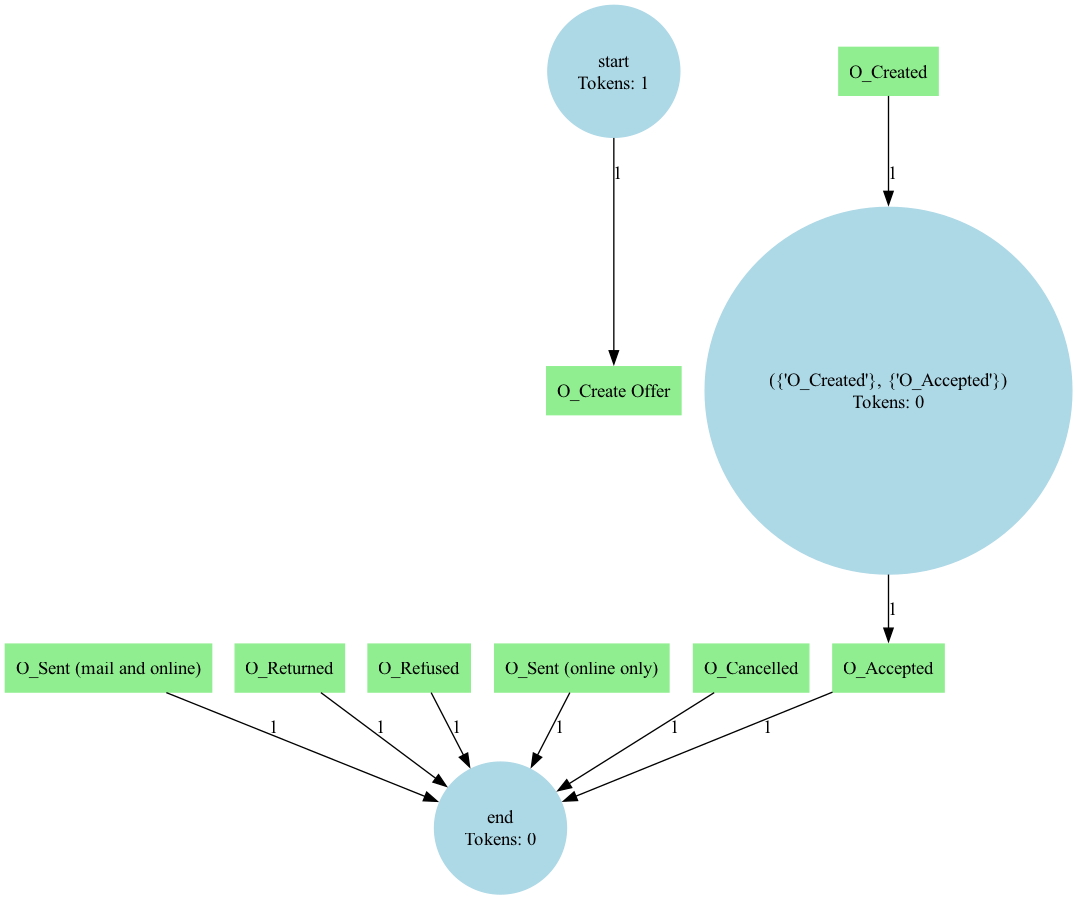 start
Tokens: 1
O_Created
1
1
O_Create Offer
({'O_Created'}, {'O_Accepted'})
Tokens: 0
1
O_Sent (mail and online)
O_Returned
O_Refused
O_Sent (online only)
O_Cancelled
O_Accepted
1
1
1
1
1
1
end
Tokens: 0